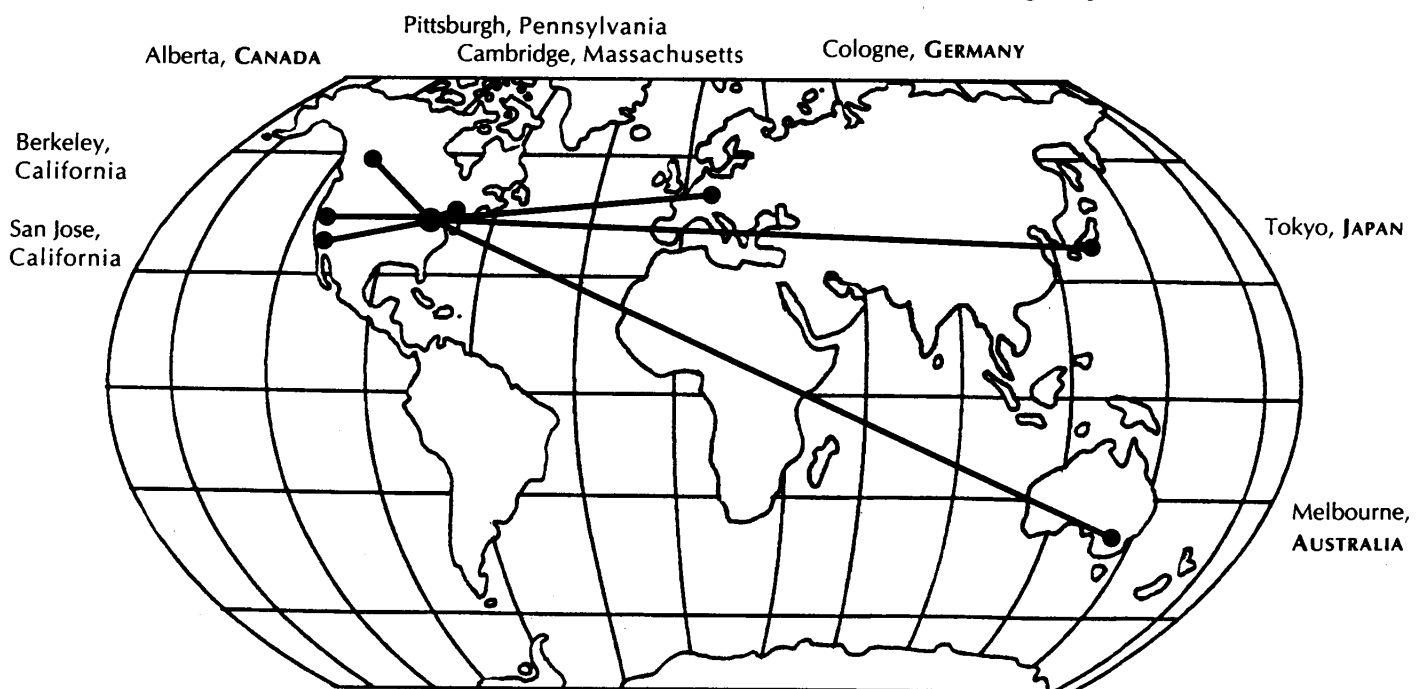 Pittsburgh, Pennsylvania
Alberta, CANADA
Cambridge, Massachusetts
Cologne, GERMANY
Berkeley,
California
San Jose,
California
Tokyo, JAPAN
Melbourne,
AUSTRALIA